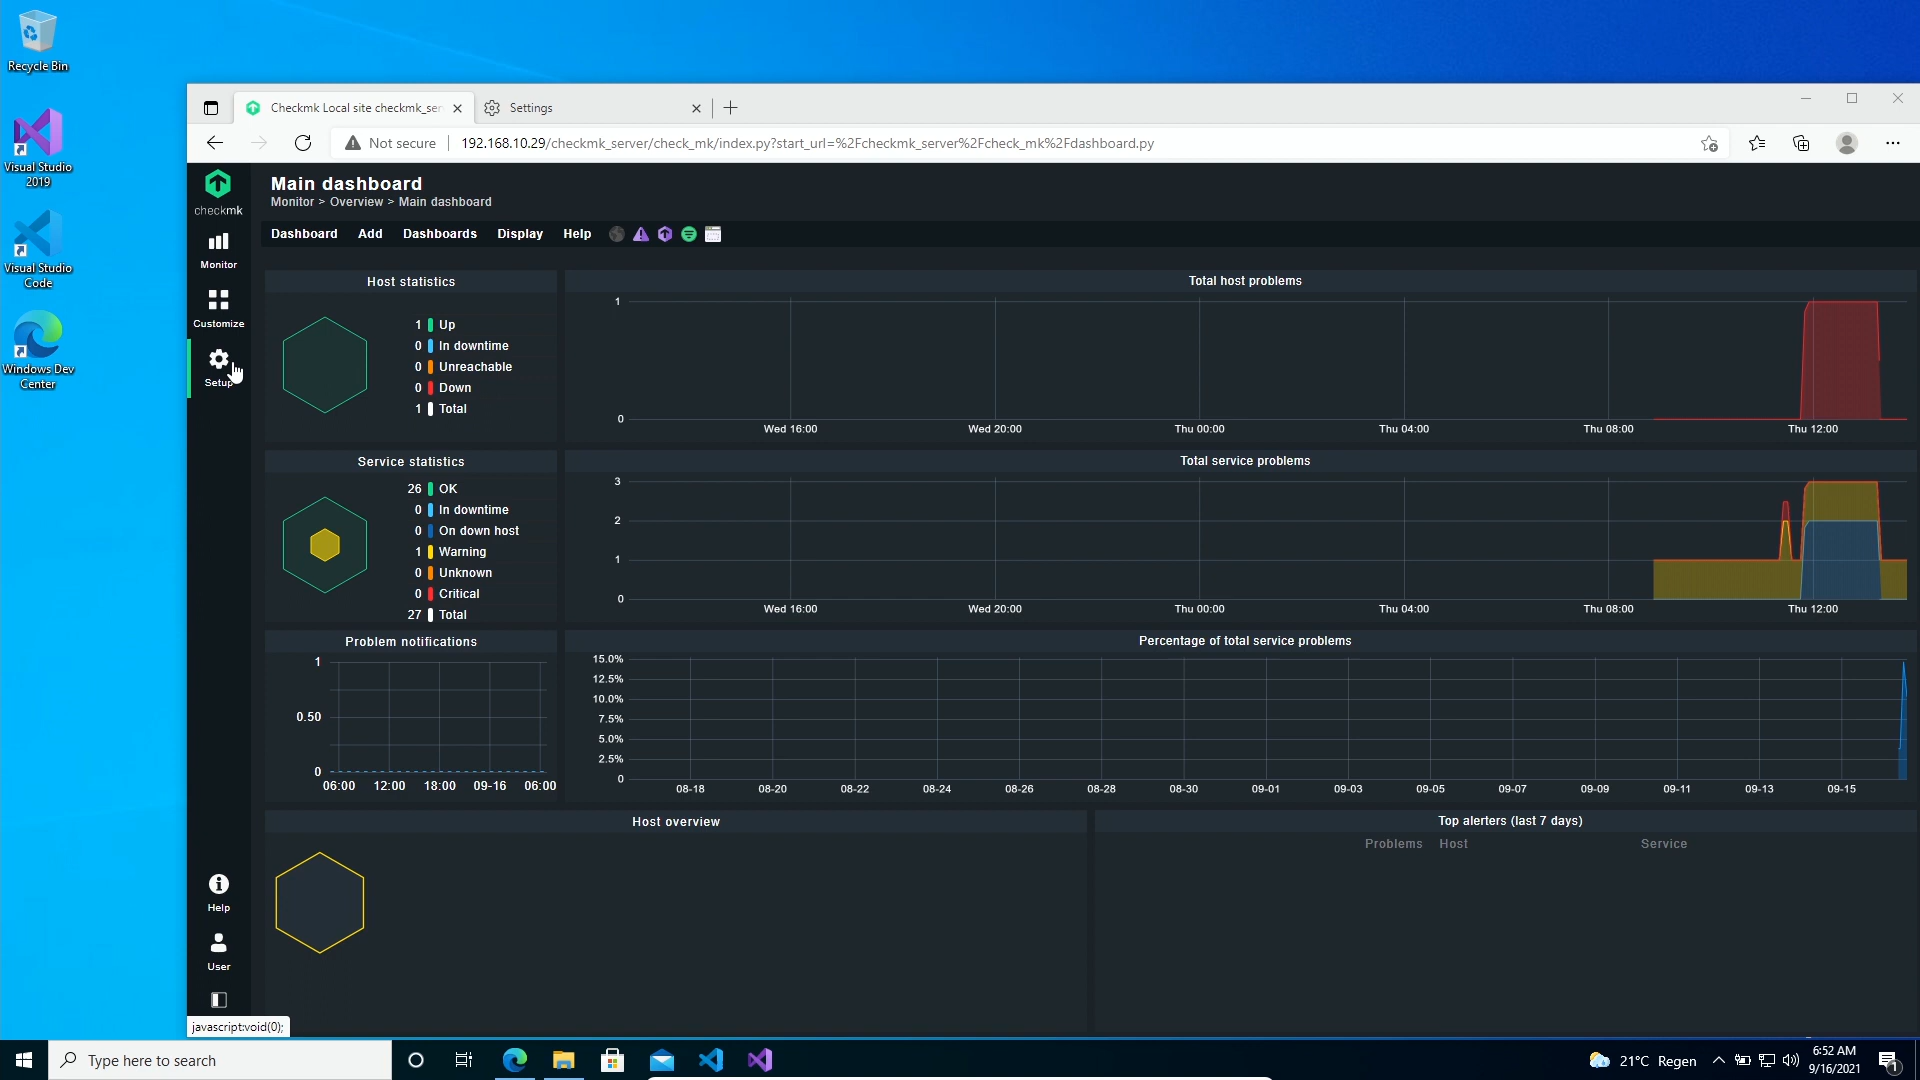 Recycle Bin
Visual Studio
2019
Visual Studio
Code
Windows Dev
Center
Checkmk Local site checkmk_ser
Settings
Not secure
192.168.10.29/checkmk_server/check_mk/index.py?start_url=%2Fcheckmk_server%2Fcheck_mk%2Fdashboard.py
checkmk
Monitor
Customize
Setup
Help
User
Main dashboard
Monitor > Overview > Main dashboard
Dashboard Add Dashboards Display Help
Host statistics
1 Up
0 In downtime
0 Unreachable
0 Down
1 Total
Total host problems
1
0
Wed 16:00 Wed 20:00 Thu 00:00 Thu 04:00 Thu 08:00 Thu 12:00
Service statistics
26 OK
0 In downtime
0 On down host
1 Warning
0 Unknown
0 Critical
27 Total
Total service problems
3
2
1
0
Wed 16:00 Wed 20:00 Thu 00:00 Thu 04:00 Thu 08:00 Thu 12:00
Problem notifications
1
0.50
0
06:00 12:00 18:00 09-16 06:00
Percentage of total service problems
15.0%
12.5%
10.0%
7.5%
5.0%
2.5%
0
08-18 08-20 08-22 08-24 08-26 08-28 08-30 09-01 09-03 09-05 09-07 09-09 09-11 09-13 09-15
Host overview
Top alerters (last 7 days)
Problems Host Service
javascript:void(0);
Type here to search
21°C Regen
6:52 AM
9/16/2021
1